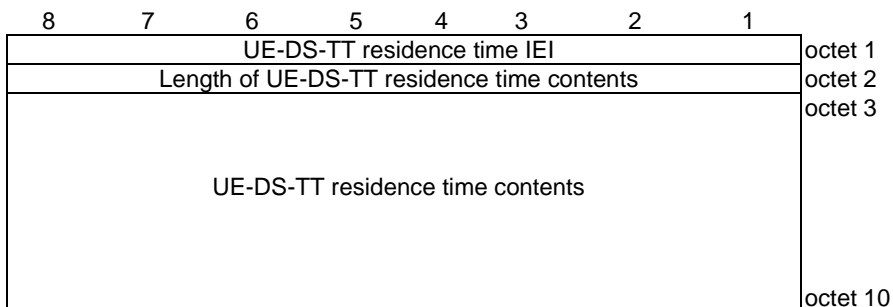 8 7 6 5 4 3 2 1
UE-DS-TT residence time IEI octet 1
Length of UE-DS-TT residence time contents octet 2
octet 3
UE-DS-TT residence time contents
octet 10